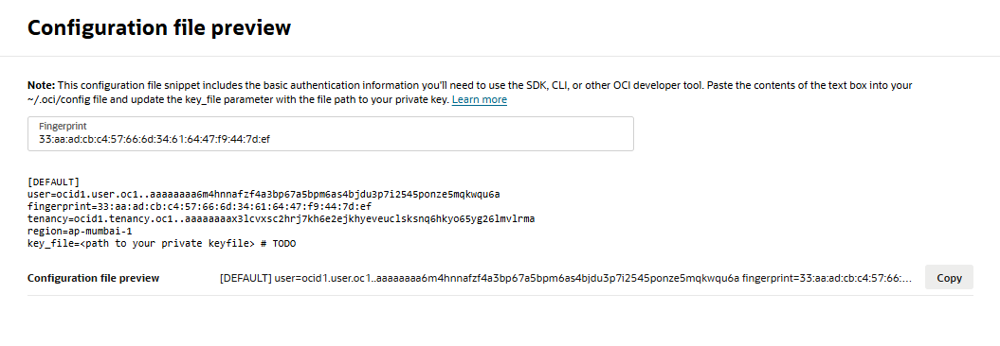 Configuration file preview
Note: This configuration file snippet includes the basic authentication information you'll need to use the SDK, CLI, or other OCI developer tool. Paste the contents of the text box into your
~/.oci/config file and update the key_file parameter with the file path to your private key. Learn more
Fingerprint
33:aa:ad:cb:c4:57:66:6d:34:61:64:47:f9:44:7d:ef
[DEFAULT]
user=ocid1.user.oc1..aaaaaaaa6m4hnnafzf4a3bp67a5bpm6as4bjdu3p7i2545ponze5mqkwqu6a
fingerprint=33:aa:ad:cb:c4:57:66:6d:34:61:64:47:f9:44:7d:ef
tenancy=ocid1.tenancy.oc1..aaaaaaaax3lcvxsc2hrj7kh6e2ejkhyeveuclsksnq6hkyo65yg26lmvlrma
region=ap-mumbai-1
key_file=<path to your private keyfile> # TODO
Configuration file preview [DEFAULT] user=ocid1.user.oc1..aaaaaaaa6m4hnnafzf4a3bp67a5bpm6as4bjdu3p7i2545ponze5mqkwqu6a fingerprint=33:aa:ad:cb:c4:57:66:... Copy